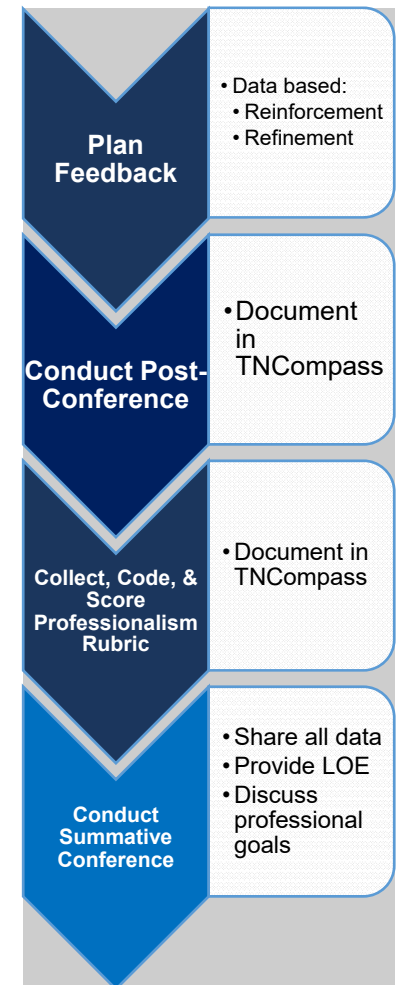 Plan
Feedback
• Data based:
• Reinforcement
• Refinement
Conduct Post-
Conference
• Document
in
TNCompass
Collect, Code, &
Score
Professionalism
Rubric
• Document in
TNCompass
Conduct
Summative
Conference
• Share all data
• Provide LOE
• Discuss
professional
goals